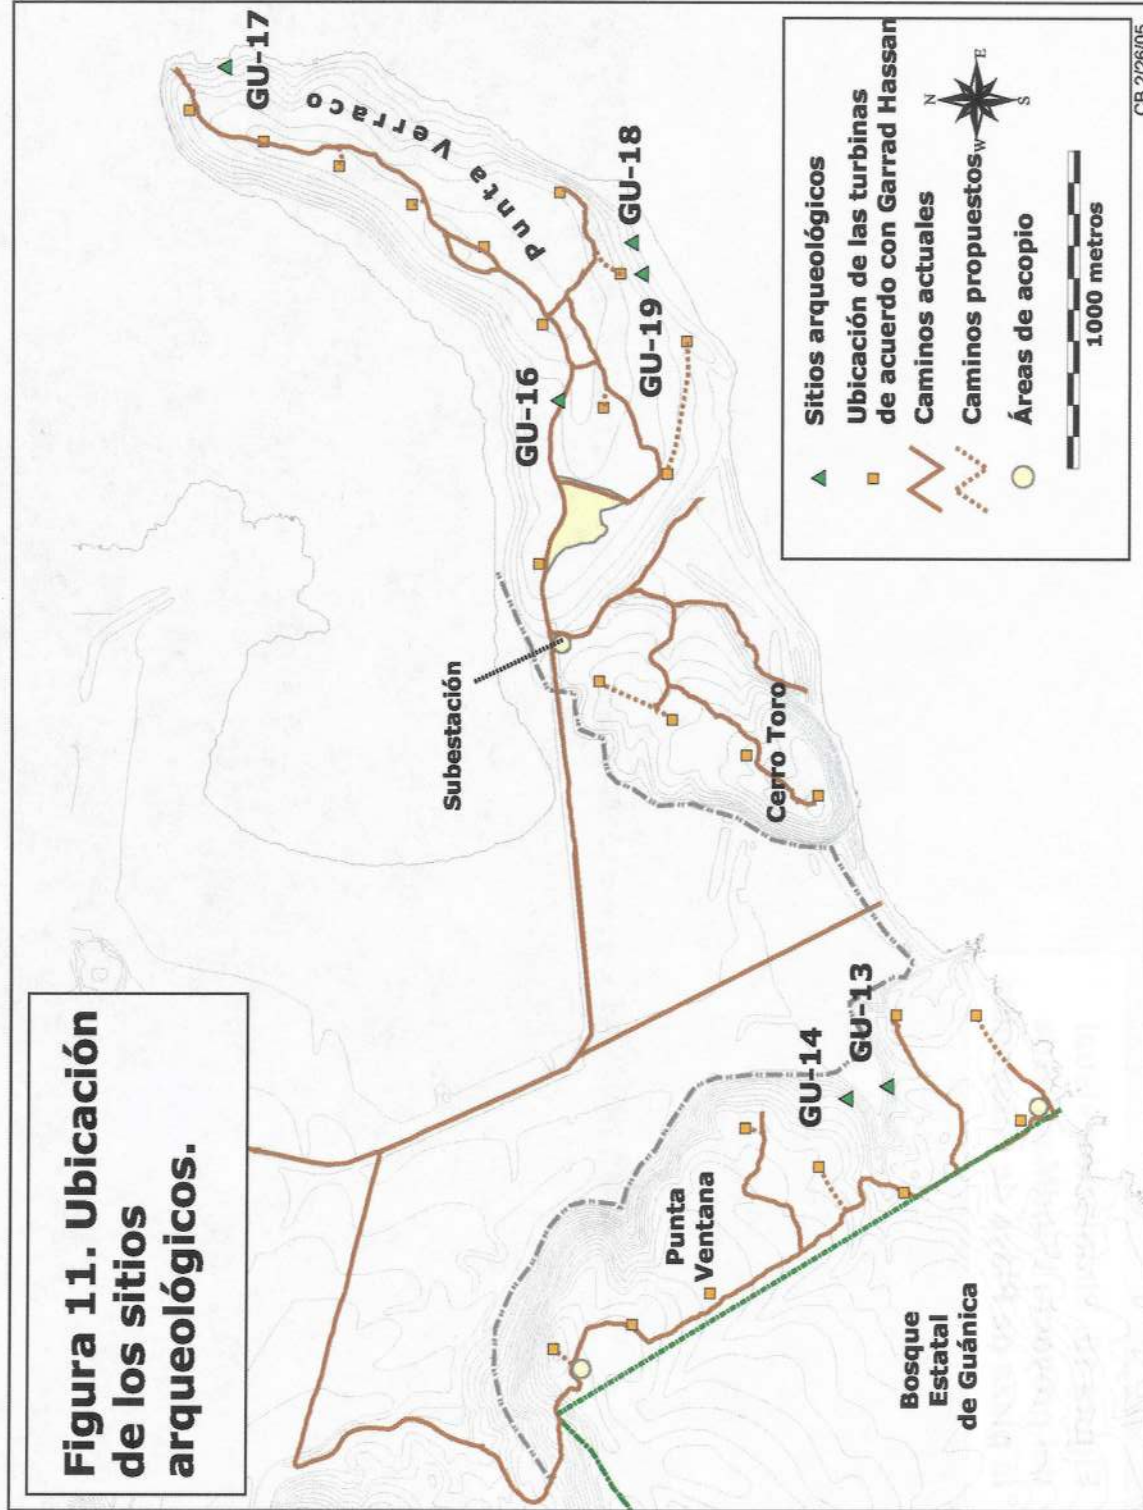 Figura 11. Ubicación
de los sitios
arqueológicos.
GU-17
Punta Verraco
GU-18
GU-19
GU-16
Subestación
Cerro Toro
GU-13
GU-14
Punta
Ventana
Bosque
Estatal
de Guánica
Sitios arqueológicos
Ubicación de las turbinas
de acuerdo con Garrad Hassan
Caminos actuales
Caminos propuestos
Áreas de acopio
N
E
S
W
1000 metros
CB 2/26/05